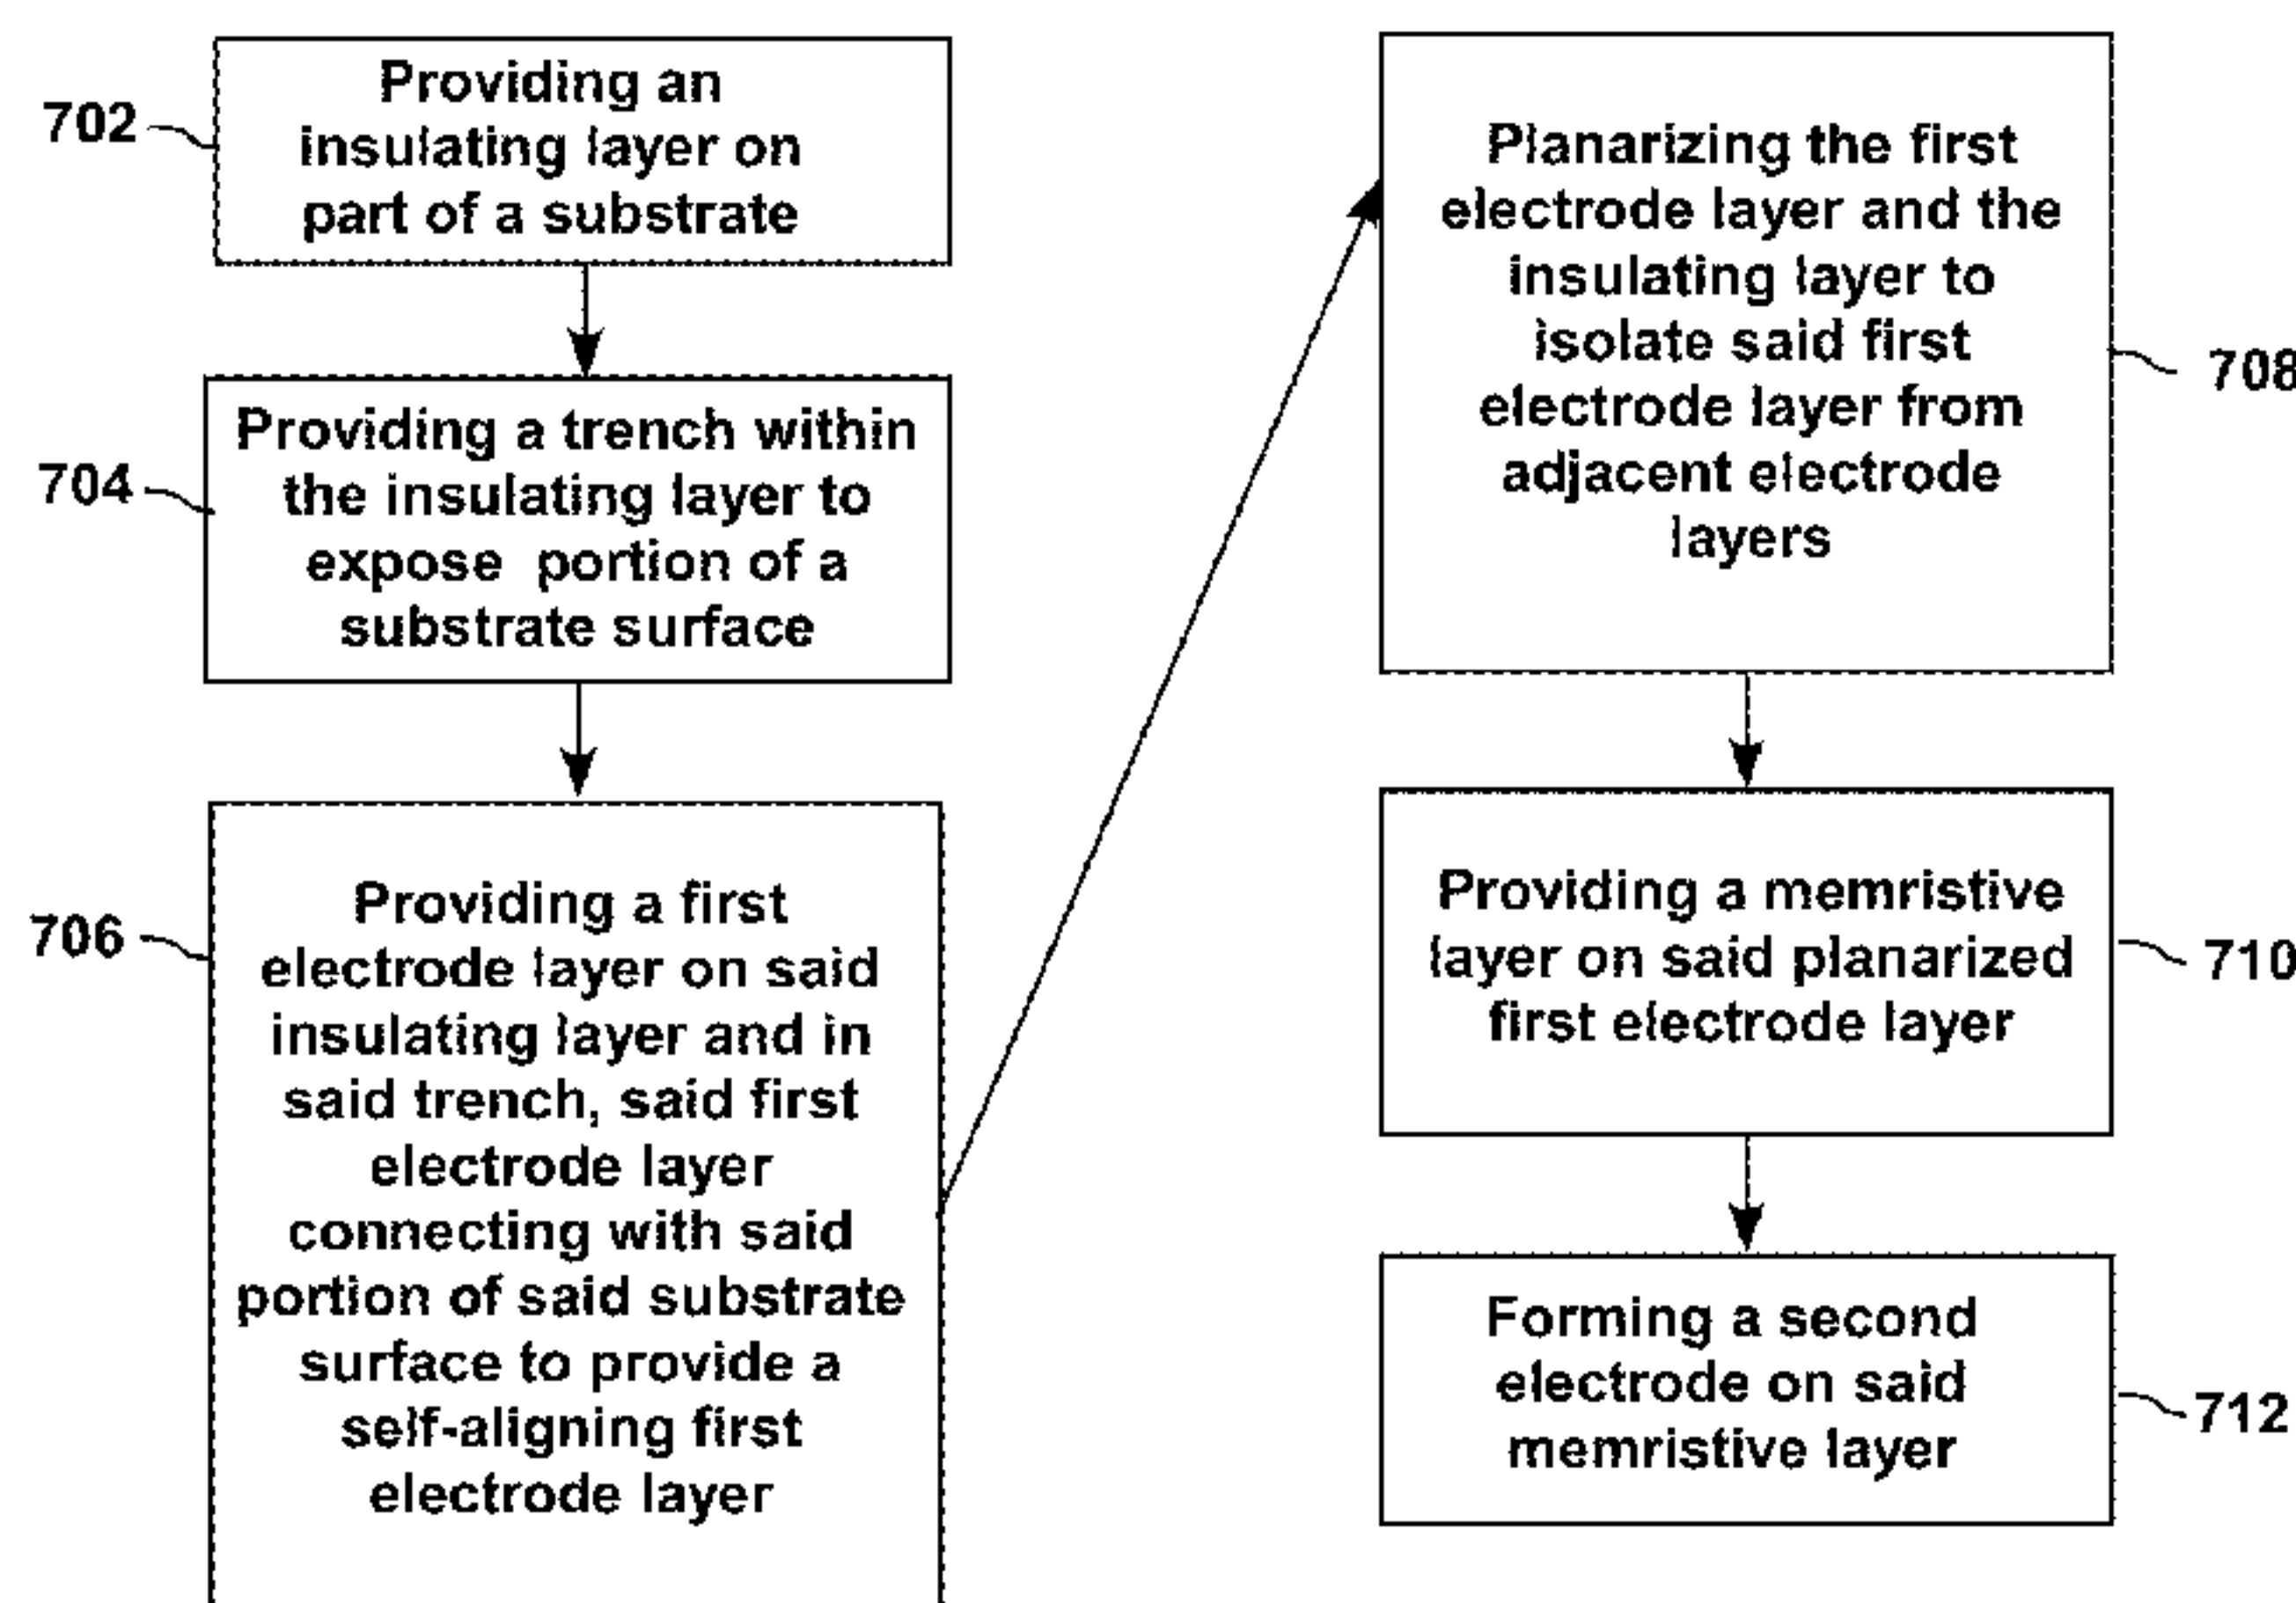 702
Providing an
insulating layer on
part of a substrate
704
Providing a trench within
the insulating layer to
expose portion of a
substrate surface
706
Providing a first
electrode layer on said
insulating layer and in
said trench, said first
electrode layer
connecting with said
portion of said substrate
surface to provide a
self-aligning first
electrode layer
Planarizing the first
electrode layer and the
insulating layer to
isolate said first
electrode layer from
adjacent electrode
layers
708
Providing a memristive
layer on said planarized
first electrode layer
710
Forming a second
electrode on said
memristive layer
712